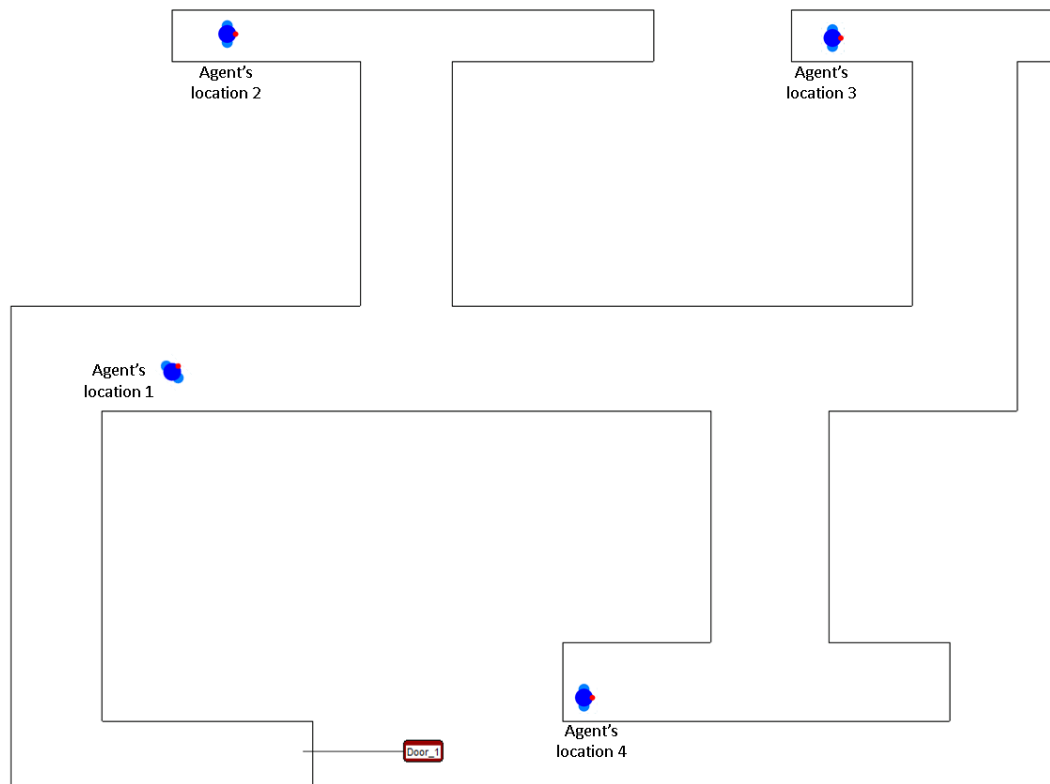 Agent's
location 2
Agent's
location 3
Agent's
location 1
Agent's
location 4
Door_1